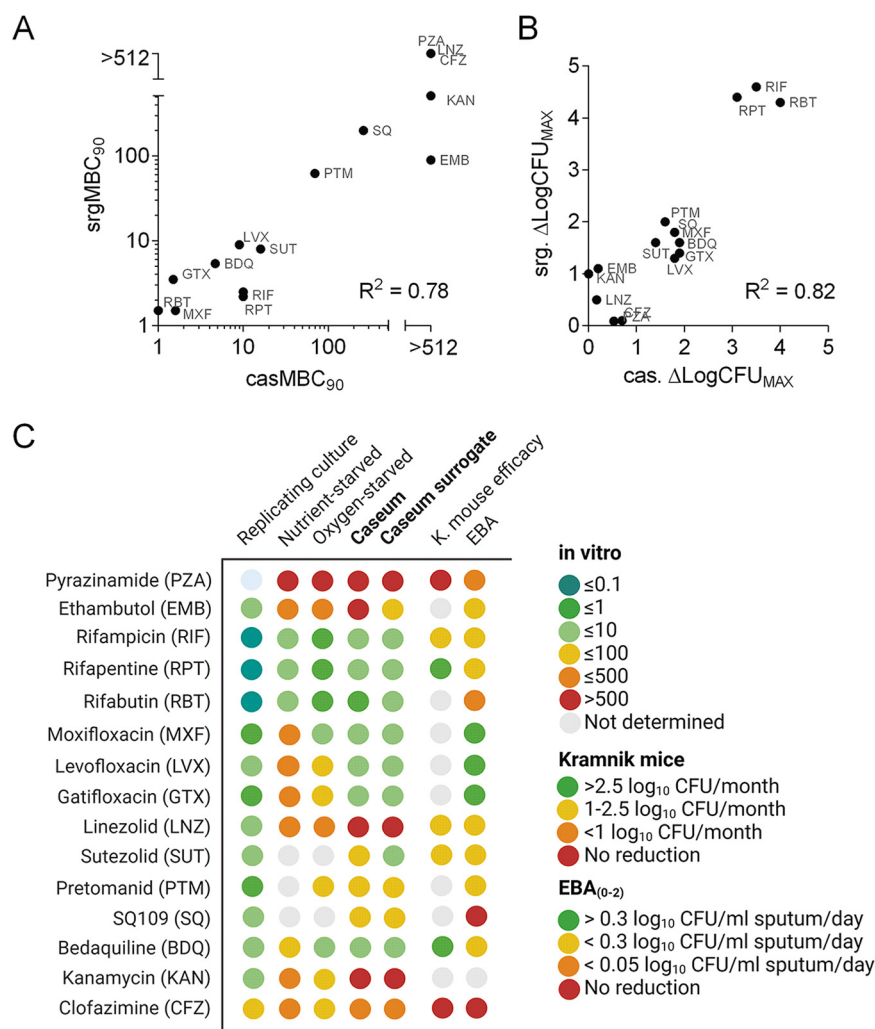 A
>512
PZA
LNZ
CFZ
KAN
SQ
EMB
100
PTM
srgMBC90
LVX
SUT
10
BDQ
GTX
RIF
RBT
MXF
RPT
R2 = 0.78
1
1
10
100
>512
casMBC90
B
5
RIF
RPT
RBT
4
srg. ΔLogCFUMAX
3
2
PTM
SQ
MXF
BDQ
SUT
GTX
LVX
1
EMB
KAN
LNZ
CFZ
PZA
R2 = 0.82
0
0
1
2
3
4
5
cas. ΔLogCFUMAX
C
Replicating culture
Nutrient-starved
Oxygen-starved
Caseum
Caseum surrogate
K. mouse efficacy
EBA
Pyrazinamide (PZA)
Ethambutol (EMB)
Rifampicin (RIF)
Rifapentine (RPT)
Rifabutin (RBT)
Moxifloxacin (MXF)
Levofloxacin (LVX)
Gatifloxacin (GTX)
Linezolid (LNZ)
Sutezolid (SUT)
Pretomanid (PTM)
SQ109 (SQ)
Bedaquiline (BDQ)
Kanamycin (KAN)
Clofazimine (CFZ)
in vitro
≤0.1
≤1
≤10
≤100
≤500
>500
Not determined
Kramnik mice
>2.5 log10 CFU/month
1-2.5 log10 CFU/month
<1 log10 CFU/month
No reduction
EBA(0-2)
> 0.3 log10 CFU/ml sputum/day
< 0.3 log10 CFU/ml sputum/day
< 0.05 log10 CFU/ml sputum/day
No reduction